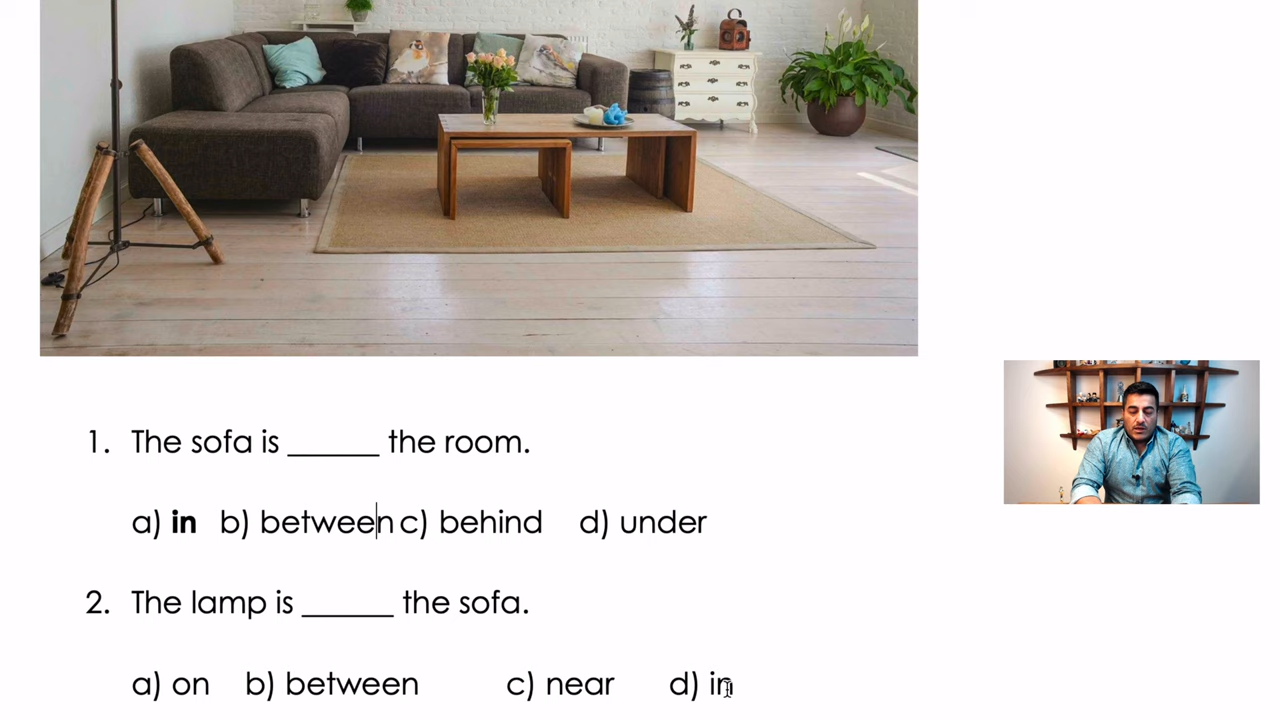 1. The sofa is ______ the room.
a) in b) between c) behind d) under
2. The lamp is ______ the sofa.
a) on b) between c) near d) in